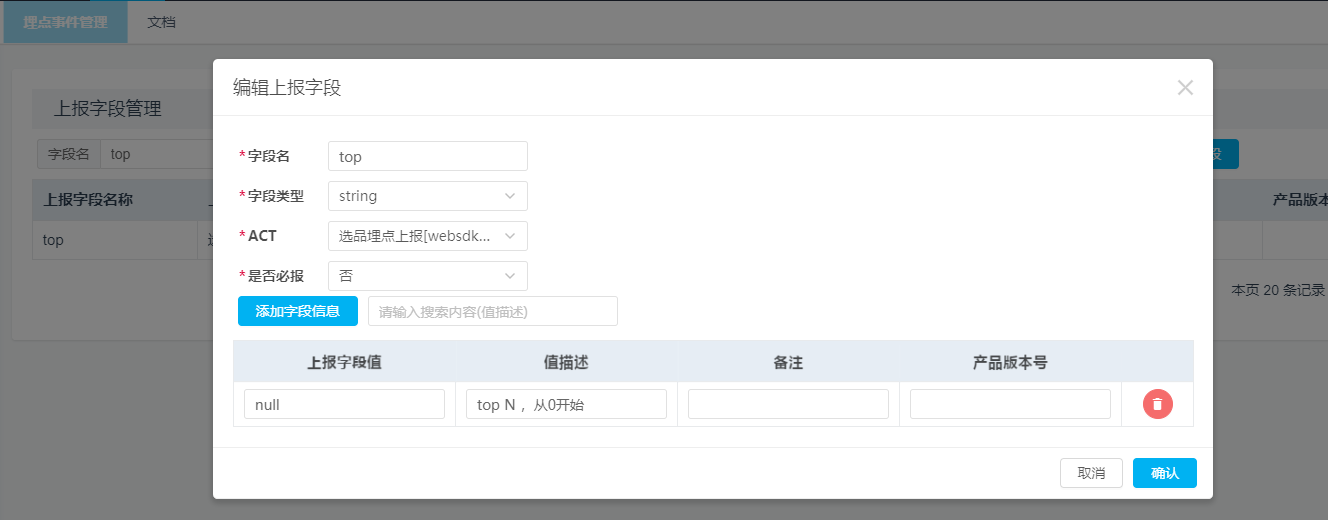 埋点事件管理 文档
编辑上报字段
上报字段管理
*字段名 top
字段名 top
*字段类型 string
上报字段名称 产品版本
*ACT 选品埋点上报[websdk...
top
*是否必报 否
本页 20 条记录
添加字段信息 请输入搜索内容(值描述)
上报字段值 值描述 备注 产品版本号
null top N ，从0开始
取消 确认